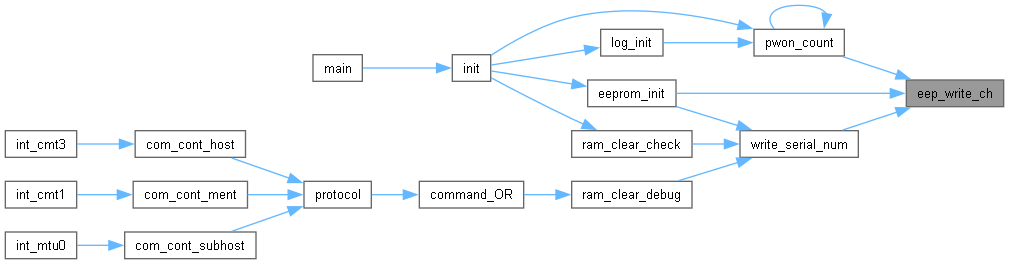 log_init
pwon_count
main
init
eeprom_init
eep_write_ch
int_cmt3
com_cont_host
ram_clear_check
write_serial_num
int_cmt1
com_cont_ment
protocol
command_OR
ram_clear_debug
int_mtu0
com_cont_subhost